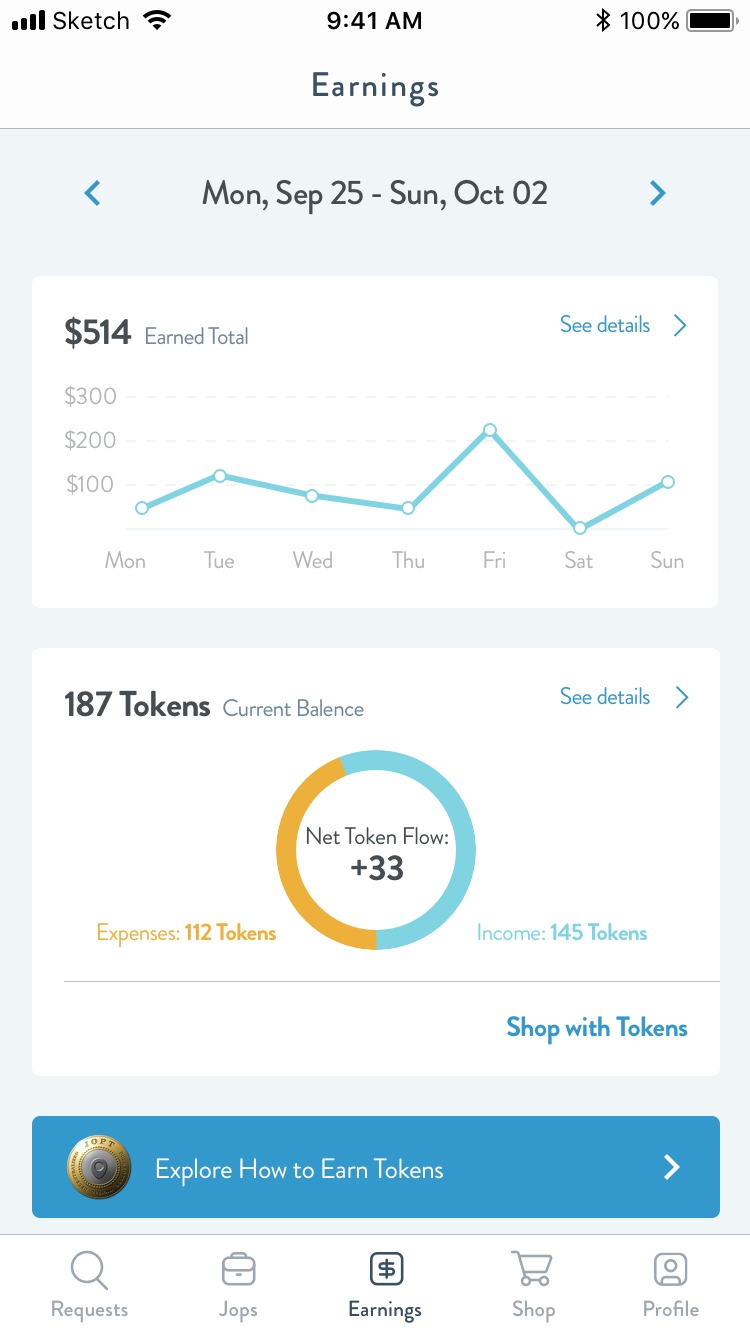 Sketch 9:41 AM 100%
Earnings
Mon, Sep 25 - Sun, Oct 02
$514 Earned Total See details
$300
$200
$100
Mon Tue Wed Thu Fri Sat Sun
187 Tokens Current Balence See details
Net Token Flow:
+33
Expenses: 112 Tokens Income: 145 Tokens
Shop with Tokens
JOPT
Explore How to Earn Tokens
Requests Jops Earnings Shop Profile